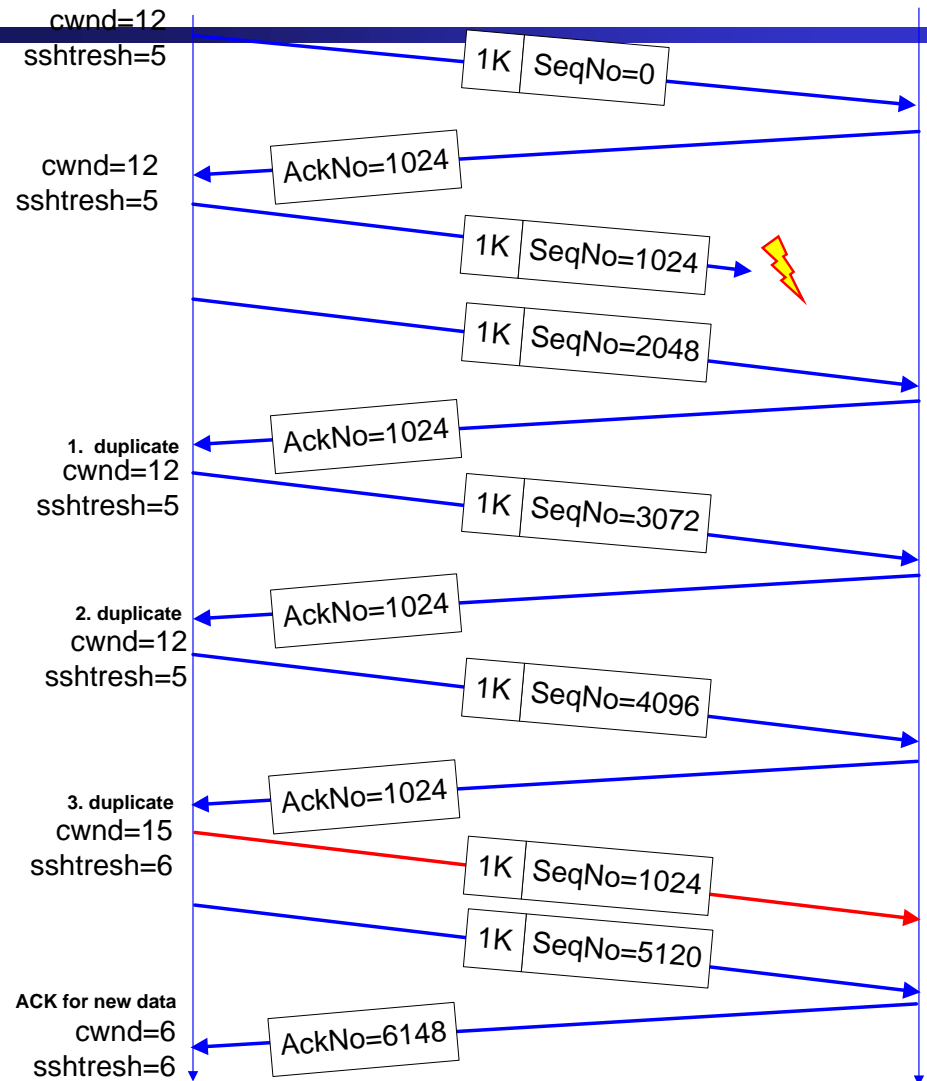 cwnd=12
sshtresh=5
1K SeqNo=0
AckNo=1024
cwnd=12
sshtresh=5
1K SeqNo=1024
1K SeqNo=2048
AckNo=1024
1. duplicate
cwnd=12
sshtresh=5
1K SeqNo=3072
AckNo=1024
2. duplicate
cwnd=12
sshtresh=5
1K SeqNo=4096
AckNo=1024
3. duplicate
cwnd=15
sshtresh=6
1K SeqNo=1024
1K SeqNo=5120
ACK for new data
cwnd=6
sshtresh=6
AckNo=6148